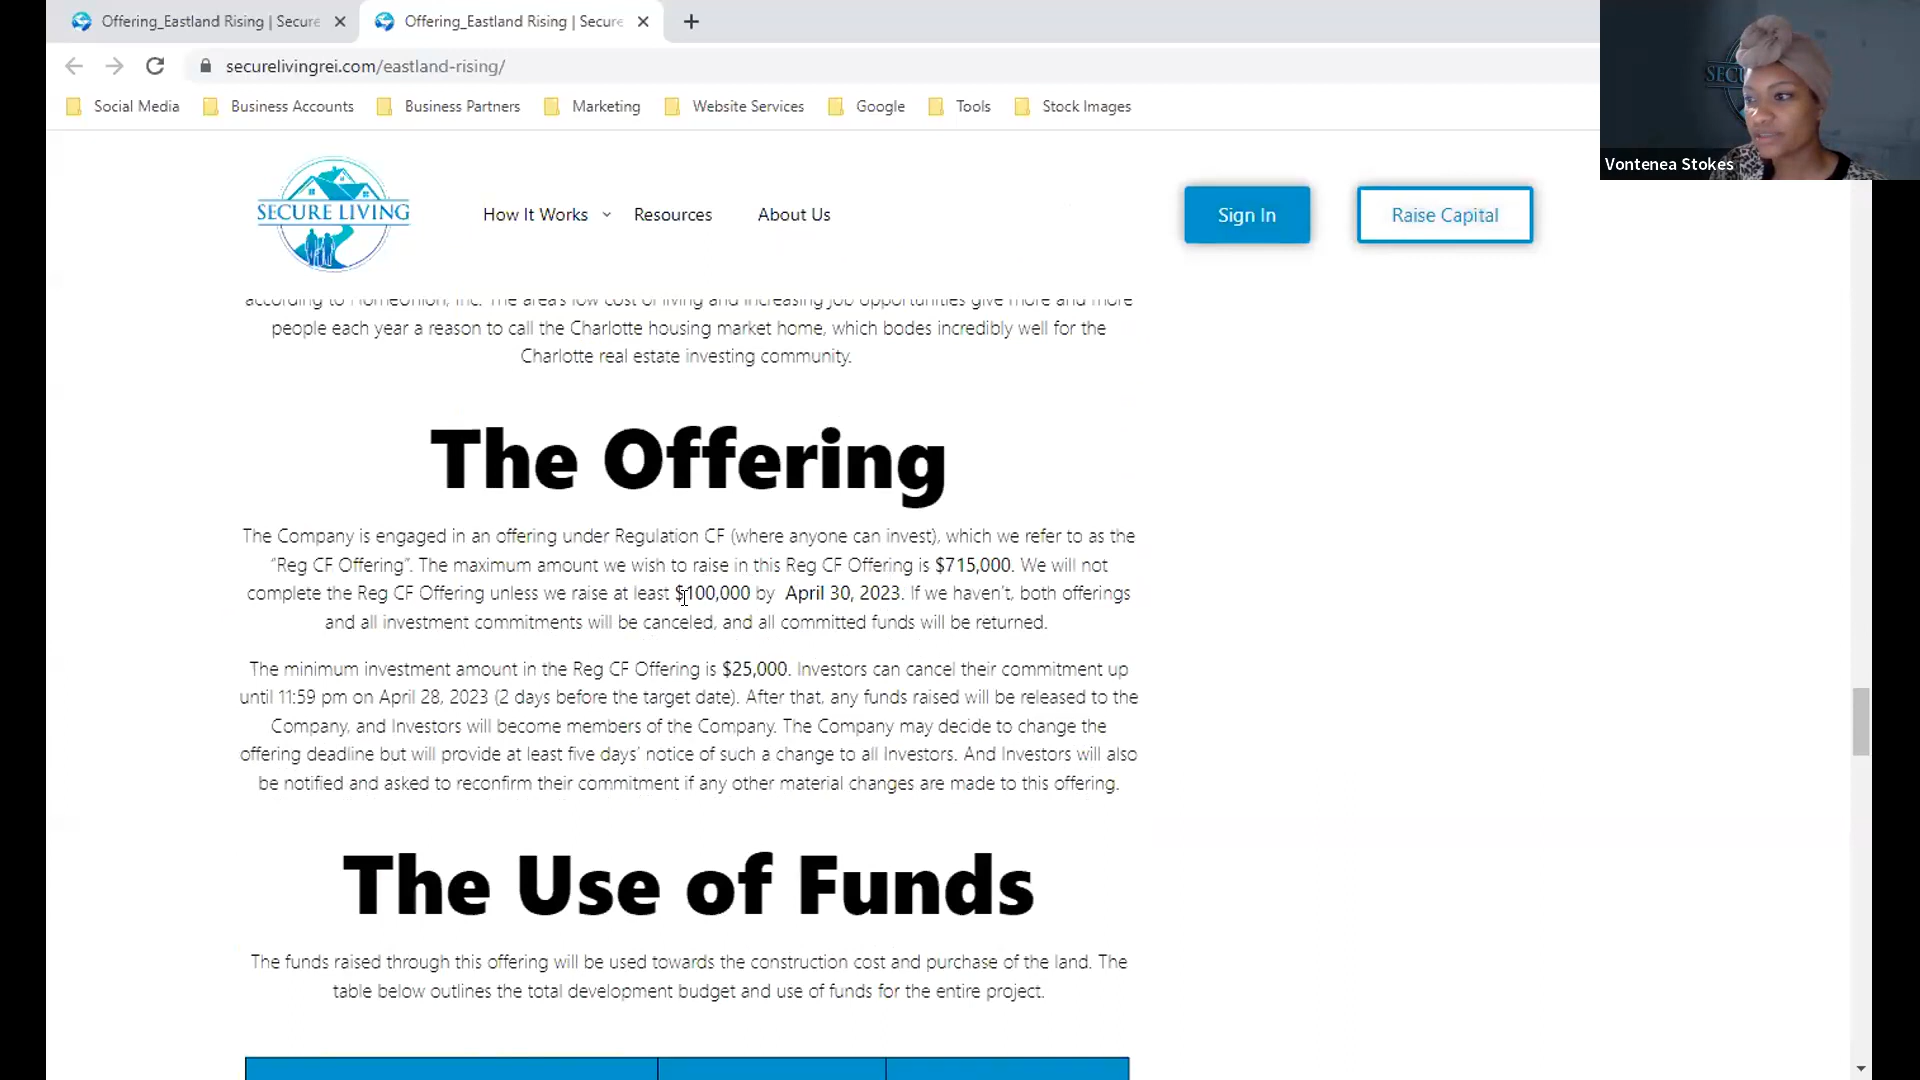 Offering_Eastland Rising | Secure
Offering_Eastland Rising | Secure
securelivingrei.com/eastland-rising/
Social Media
Business Accounts
Business Partners
Marketing
Website Services
Google
Tools
Stock Images
SEC
Vontenea Stokes
SECURE LIVING
How It Works
Resources
About Us
Sign In
Raise Capital
according to HomeUnion, Inc. The area's low cost of living and increasing job opportunities give more and more
people each year a reason to call the Charlotte housing market home, which bodes incredibly well for the
Charlotte real estate investing community.
The Offering
The Company is engaged in an offering under Regulation CF (where anyone can invest), which we refer to as the
“Reg CF Offering”. The maximum amount we wish to raise in this Reg CF Offering is $715,000. We will not
complete the Reg CF Offering unless we raise at least $100,000 by April 30, 2023. If we haven’t, both offerings
and all investment commitments will be canceled, and all committed funds will be returned.
The minimum investment amount in the Reg CF Offering is $25,000. Investors can cancel their commitment up
until 11:59 pm on April 28, 2023 (2 days before the target date). After that, any funds raised will be released to the
Company, and Investors will become members of the Company. The Company may decide to change the
offering deadline but will provide at least five days’ notice of such a change to all Investors. And Investors will also
be notified and asked to reconfirm their commitment if any other material changes are made to this offering.
The Use of Funds
The funds raised through this offering will be used towards the construction cost and purchase of the land. The
table below outlines the total development budget and use of funds for the entire project.